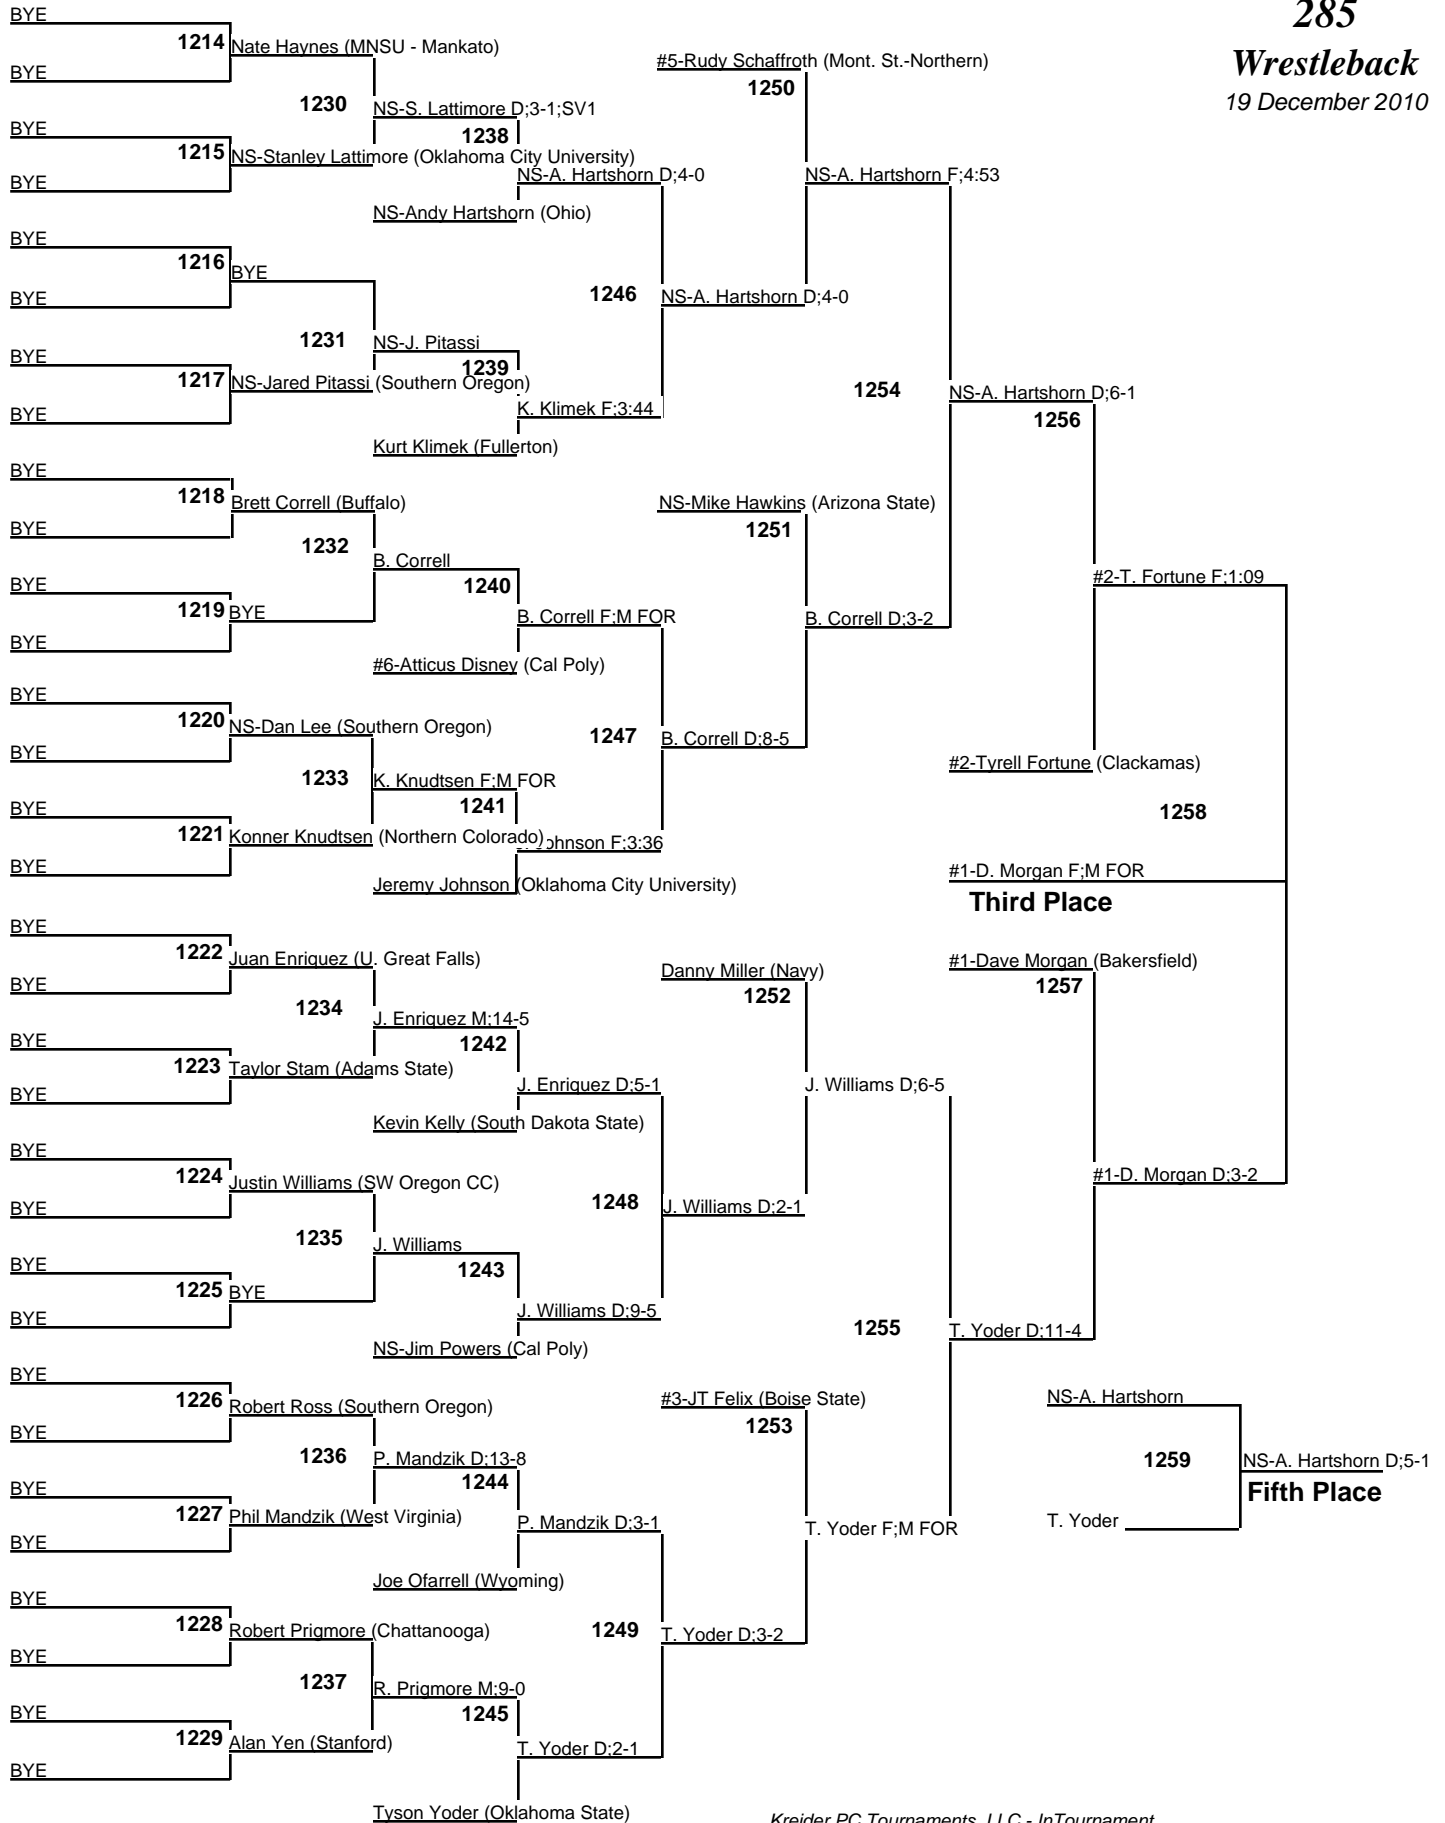 BYE
285
1214 Nate Haynes (MNSU - Mankato)
#5-Rudy Schaffroth (Mont. St.-Northern)
Wrestleback
BYE
1250
1230 NS-S. Lattimore D;3-1;SV1
19 December 2010
BYE
1238
1215 NS-Stanley Lattimore (Oklahoma City University)
NS-A. Hartshorn D;4-0
NS-A. Hartshorn F;4:53
BYE
NS-Andy Hartshorn (Ohio)
BYE
1216 BYE
BYE
1246 NS-A. Hartshorn D;4-0
1231 NS-J. Pitassi
BYE
1239
1217 NS-Jared Pitassi (Southern Oregon)
1254 NS-A. Hartshorn D;6-1
BYE
K. Klimek F;3:44
1256
Kurt Klimek (Fullerton)
BYE
1218 Brett Correll (Buffalo)
NS-Mike Hawkins (Arizona State)
BYE
1251
1232 B. Correll
#2-T. Fortune F;1:09
BYE
1240
1219 BYE
B. Correll F;M FOR
B. Correll D;3-2
BYE
#6-Atticus Disney (Cal Poly)
BYE
1220 NS-Dan Lee (Southern Oregon)
1247 B. Correll D;8-5
BYE
#2-Tyrell Fortune (Clackamas)
1233 K. Knudtsen F;M FOR
BYE
1241
1258
1221 Konner Knudtsen (Northern Colorado)
Johnson F;3:36
BYE
#1-D. Morgan F;M FOR
Jeremy Johnson (Oklahoma City University)
Third Place
BYE
1222 Juan Enriquez (U. Great Falls)
Danny Miller (Navy)
#1-Dave Morgan (Bakersfield)
BYE
1252
1257
1234 J. Enriquez M;14-5
BYE
1242
1223 Taylor Stam (Adams State)
J. Enriquez D;5-1
J. Williams D;6-5
BYE
Kevin Kelly (South Dakota State)
BYE
1224 Justin Williams (SW Oregon CC)
#1-D. Morgan D;3-2
BYE
1248 J. Williams D;2-1
1235 J. Williams
BYE
1243
1225 BYE
J. Williams D;9-5
BYE
1255 T. Yoder D;11-4
NS-Jim Powers (Cal Poly)
BYE
1226 Robert Ross (Southern Oregon)
#3-JT Felix (Boise State)
NS-A. Hartshorn
BYE
1253
1236 P. Mandzik D;13-8
1259 NS-A. Hartshorn D;5-1
BYE
1244
Fifth Place
1227 Phil Mandzik (West Virginia)
P. Mandzik D;3-1
T. Yoder F;M FOR
T. Yoder
BYE
Joe Ofarrell (Wyoming)
BYE
1228 Robert Prigmore (Chattanooga)
1249 T. Yoder D;3-2
BYE
1237 R. Prigmore M;9-0
BYE
1245
1229 Alan Yen (Stanford)
T. Yoder D;2-1
BYE
Tyson Yoder (Oklahoma State)
Kreider PC Tournaments, LLC - InTournament